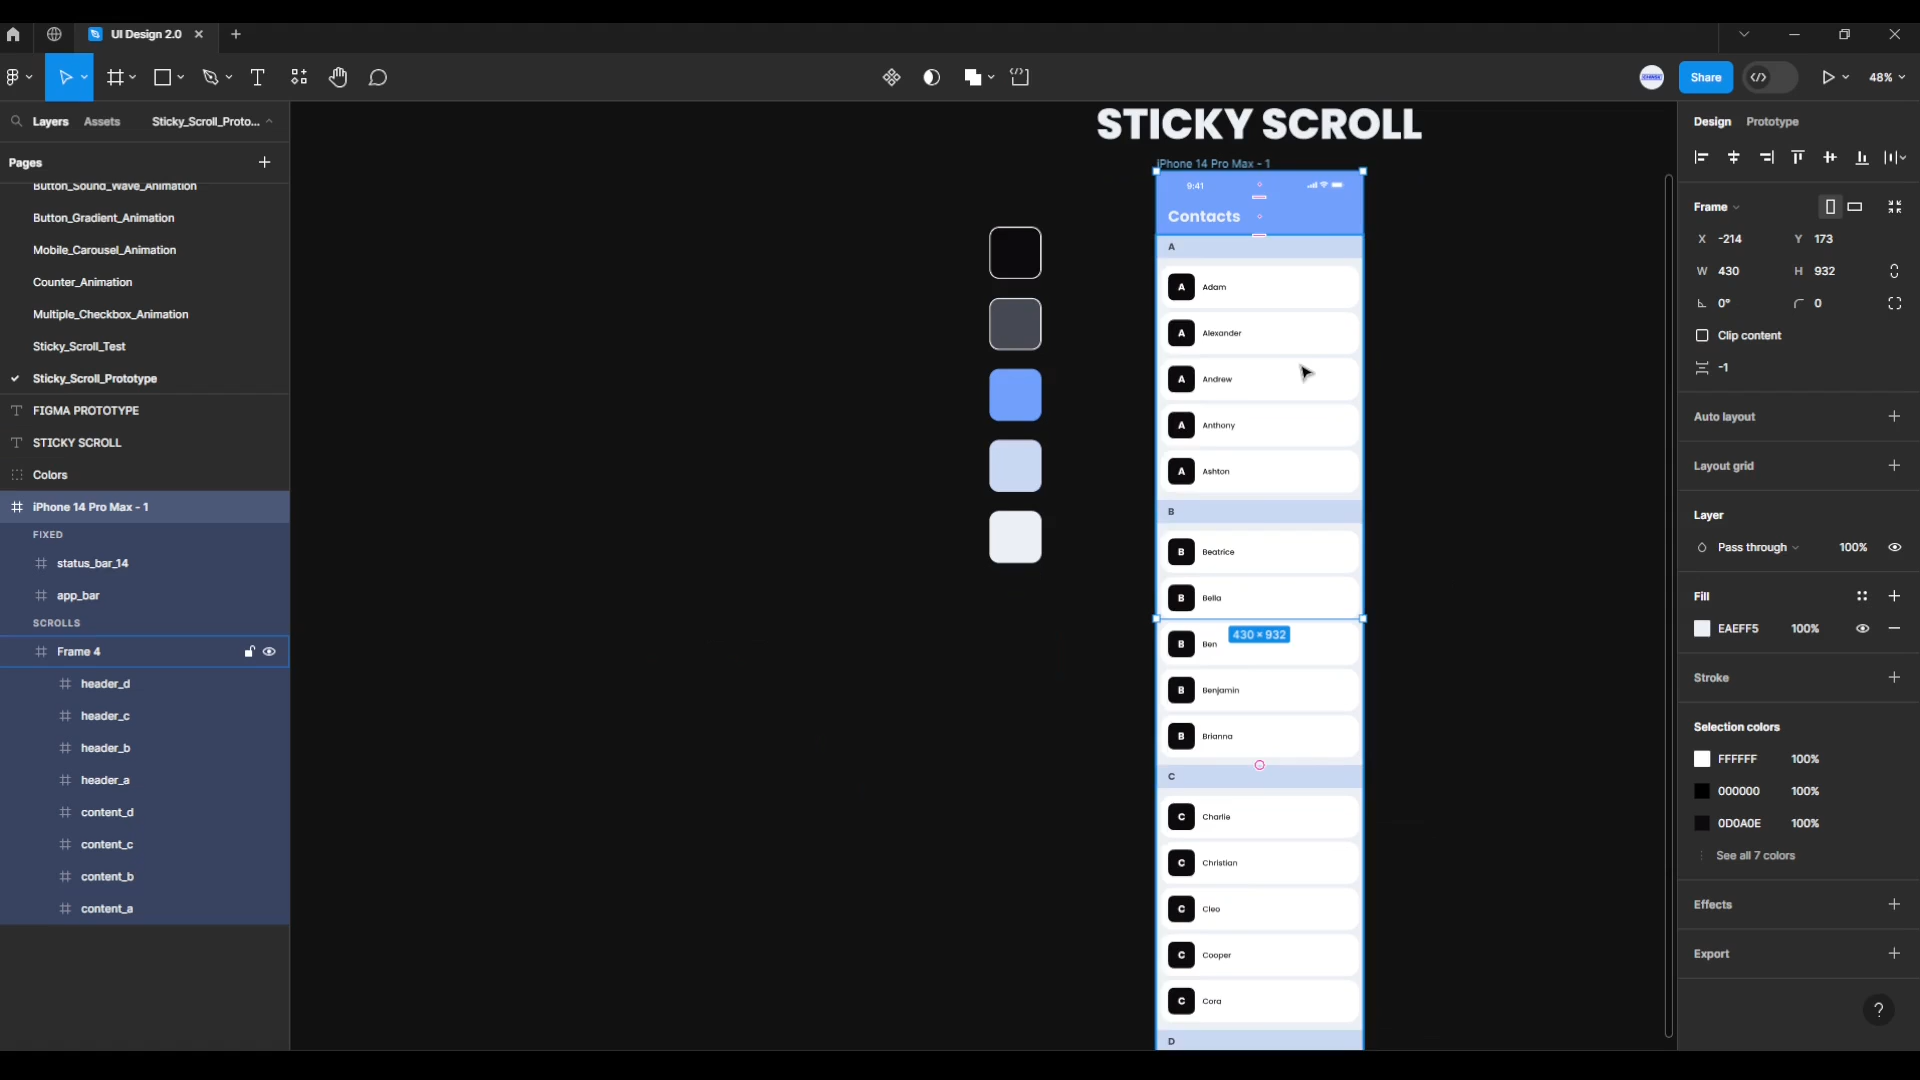 UI Design 2.0
Share
48%
Layers
Assets
Sticky_Scroll_Proto...
Pages
Button_Sound_Wave_Animation
Button_Gradient_Animation
Mobile_Carousel_Animation
Counter_Animation
Multiple_Checkbox_Animation
Sticky_Scroll_Test
Sticky_Scroll_Prototype
FIGMA PROTOTYPE
STICKY SCROLL
Colors
iPhone 14 Pro Max - 1
FIXED
status_bar_14
app_bar
SCROLLS
Frame 4
header_d
header_c
header_b
header_a
content_d
content_c
content_b
content_a
STICKY SCROLL
iPhone 14 Pro Max - 1
9:41
Contacts
A
A Adam
A Alexander
A Andrew
A Anthony
A Ashton
B
B Beatrice
B Bella
B Ben
430 × 932
B Benjamin
B Brianna
C
C Charlie
C Christian
C Cleo
C Cooper
C Cora
D
Design
Prototype
Frame
X -214 Y 173
W 430 H 932
0° 0
Clip content
-1
Auto layout
Layout grid
Layer
Pass through 100%
Fill
EAEFF5 100%
Stroke
Selection colors
FFFFFF 100%
000000 100%
0D0A0E 100%
See all 7 colors
Effects
Export
?